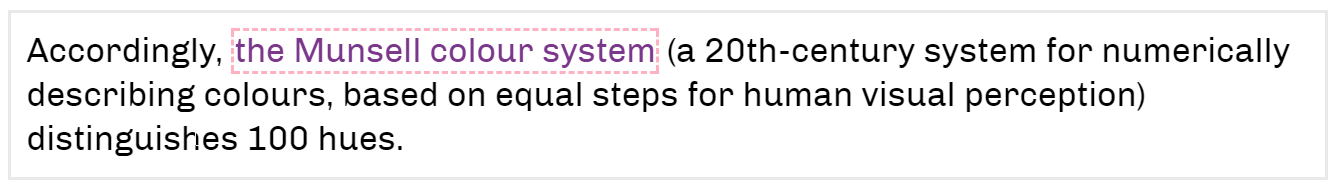 Accordingly, the Munsell colour system (a 20th-century system for numerically
describing colours, based on equal steps for human visual perception)
distinguishes 100 hues.